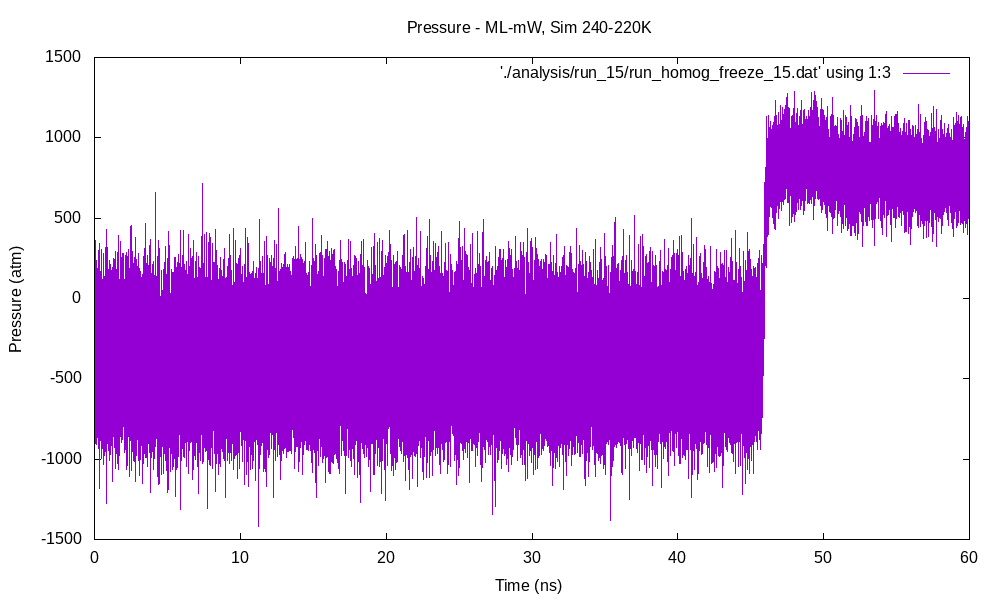 Pressure - ML-mW, Sim 240-220K
'./analysis/run_15/run_homog_freeze_15.dat' using 1:3
1500
1000
500
0
-500
-1000
-1500
Pressure (atm)
0 10 20 30 40 50 60
Time (ns)